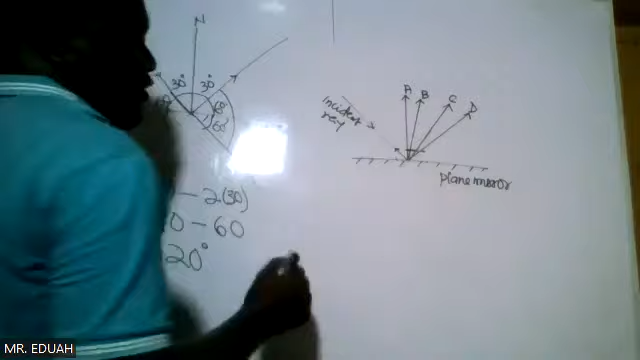 N
30° 30°
60°
60°
- 2(30)
0 - 60
20°
Incident
ray
A
B
C
D
plane mirror
MR. EDUAH